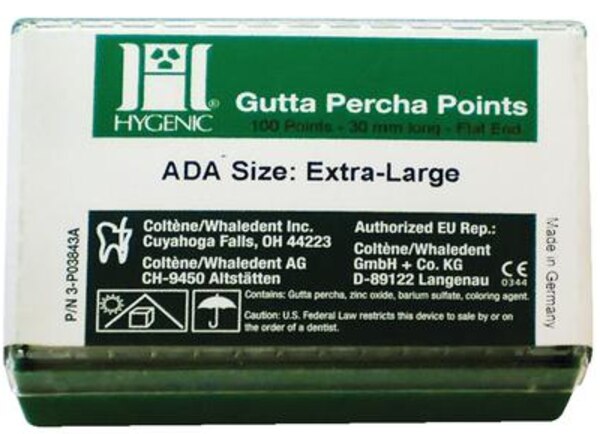 HYGENIC®
Gutta Percha Points
100 Points - 30 mm long - Flat End
ADA Size: Extra-Large
Coltène/Whaledent Inc.
Cuyahoga Falls, OH 44223
Coltène/Whaledent AG
CH-9450 Altstätten
Authorized EU Rep.:
Coltène/Whaledent
GmbH + Co. KG
D-89122 Langenau
CE
0344
Contains: Gutta percha, zinc oxide, barium sulfate, coloring agent.
Caution: U.S. Federal Law restricts this device to sale by or on
the order of a dentist.
P/N 3-P03843A
Made in Germany